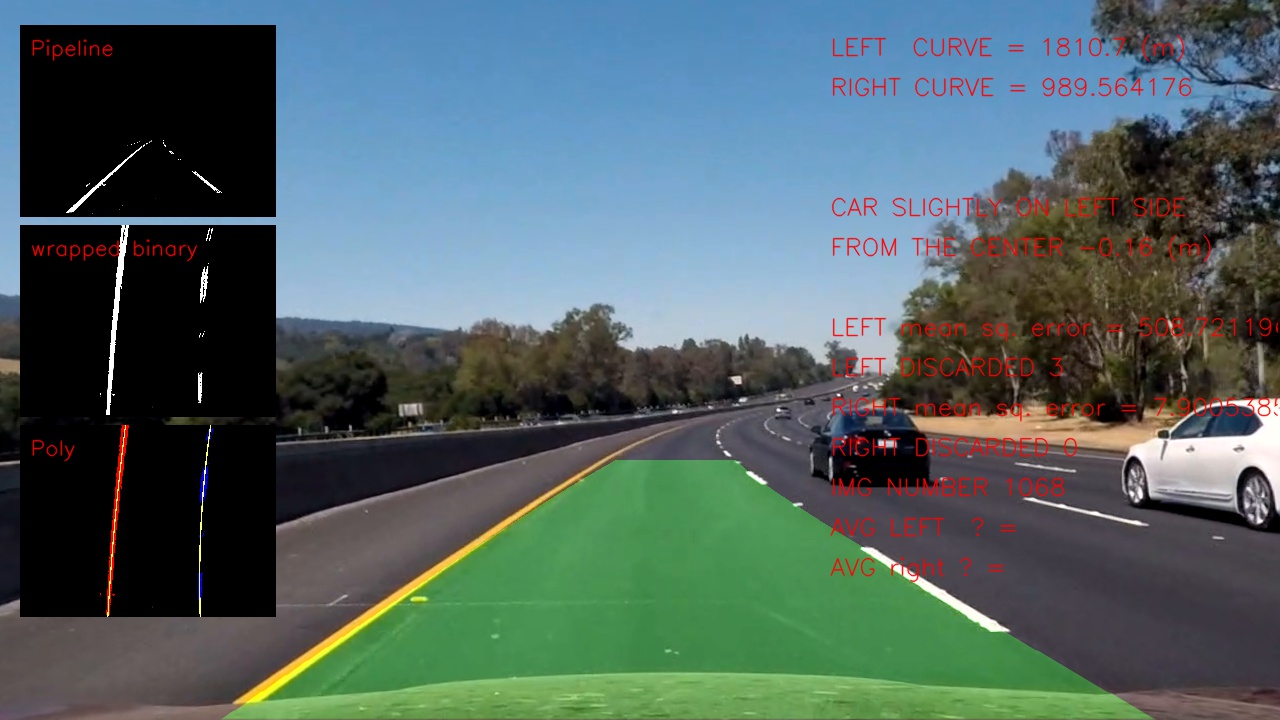 Pipeline
wrapped binary
Poly
LEFT CURVE = 1810.7 (m)
RIGHT CURVE = 989.564176
CAR SLIGHTLY ON LEFT SIDE
FROM THE CENTER -0.16 (m)
LEFT mean sq. error = 508.721190
LEFT DISCARDED 3
RIGHT mean sq. error = 7.9005385
RIGHT DISCARDED 0
IMG NUMBER 1068
AVG LEFT ? =
AVG right ? =